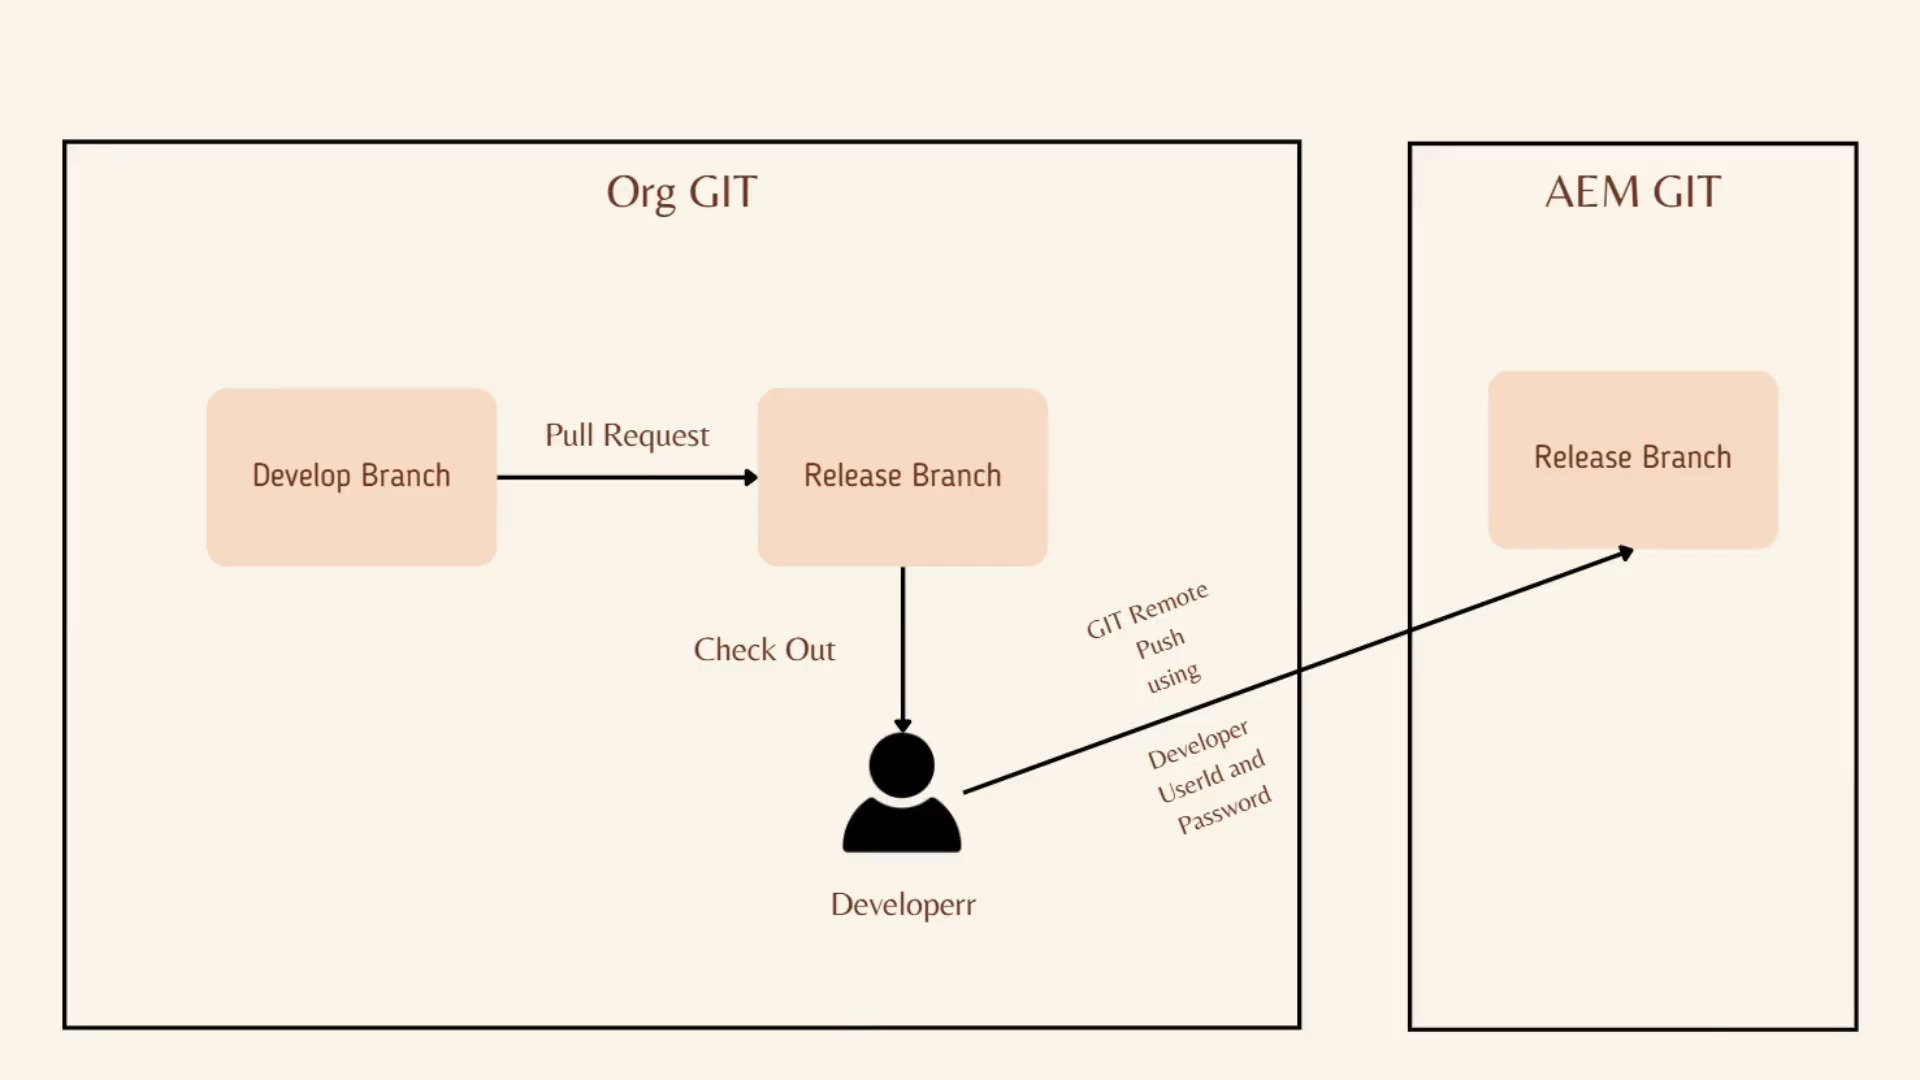 Org GIT
AEM GIT
Develop Branch
Pull Request
Release Branch
Release Branch
Check Out
GIT Remote
Push
using
Developer
UserId and
Password
Developerr